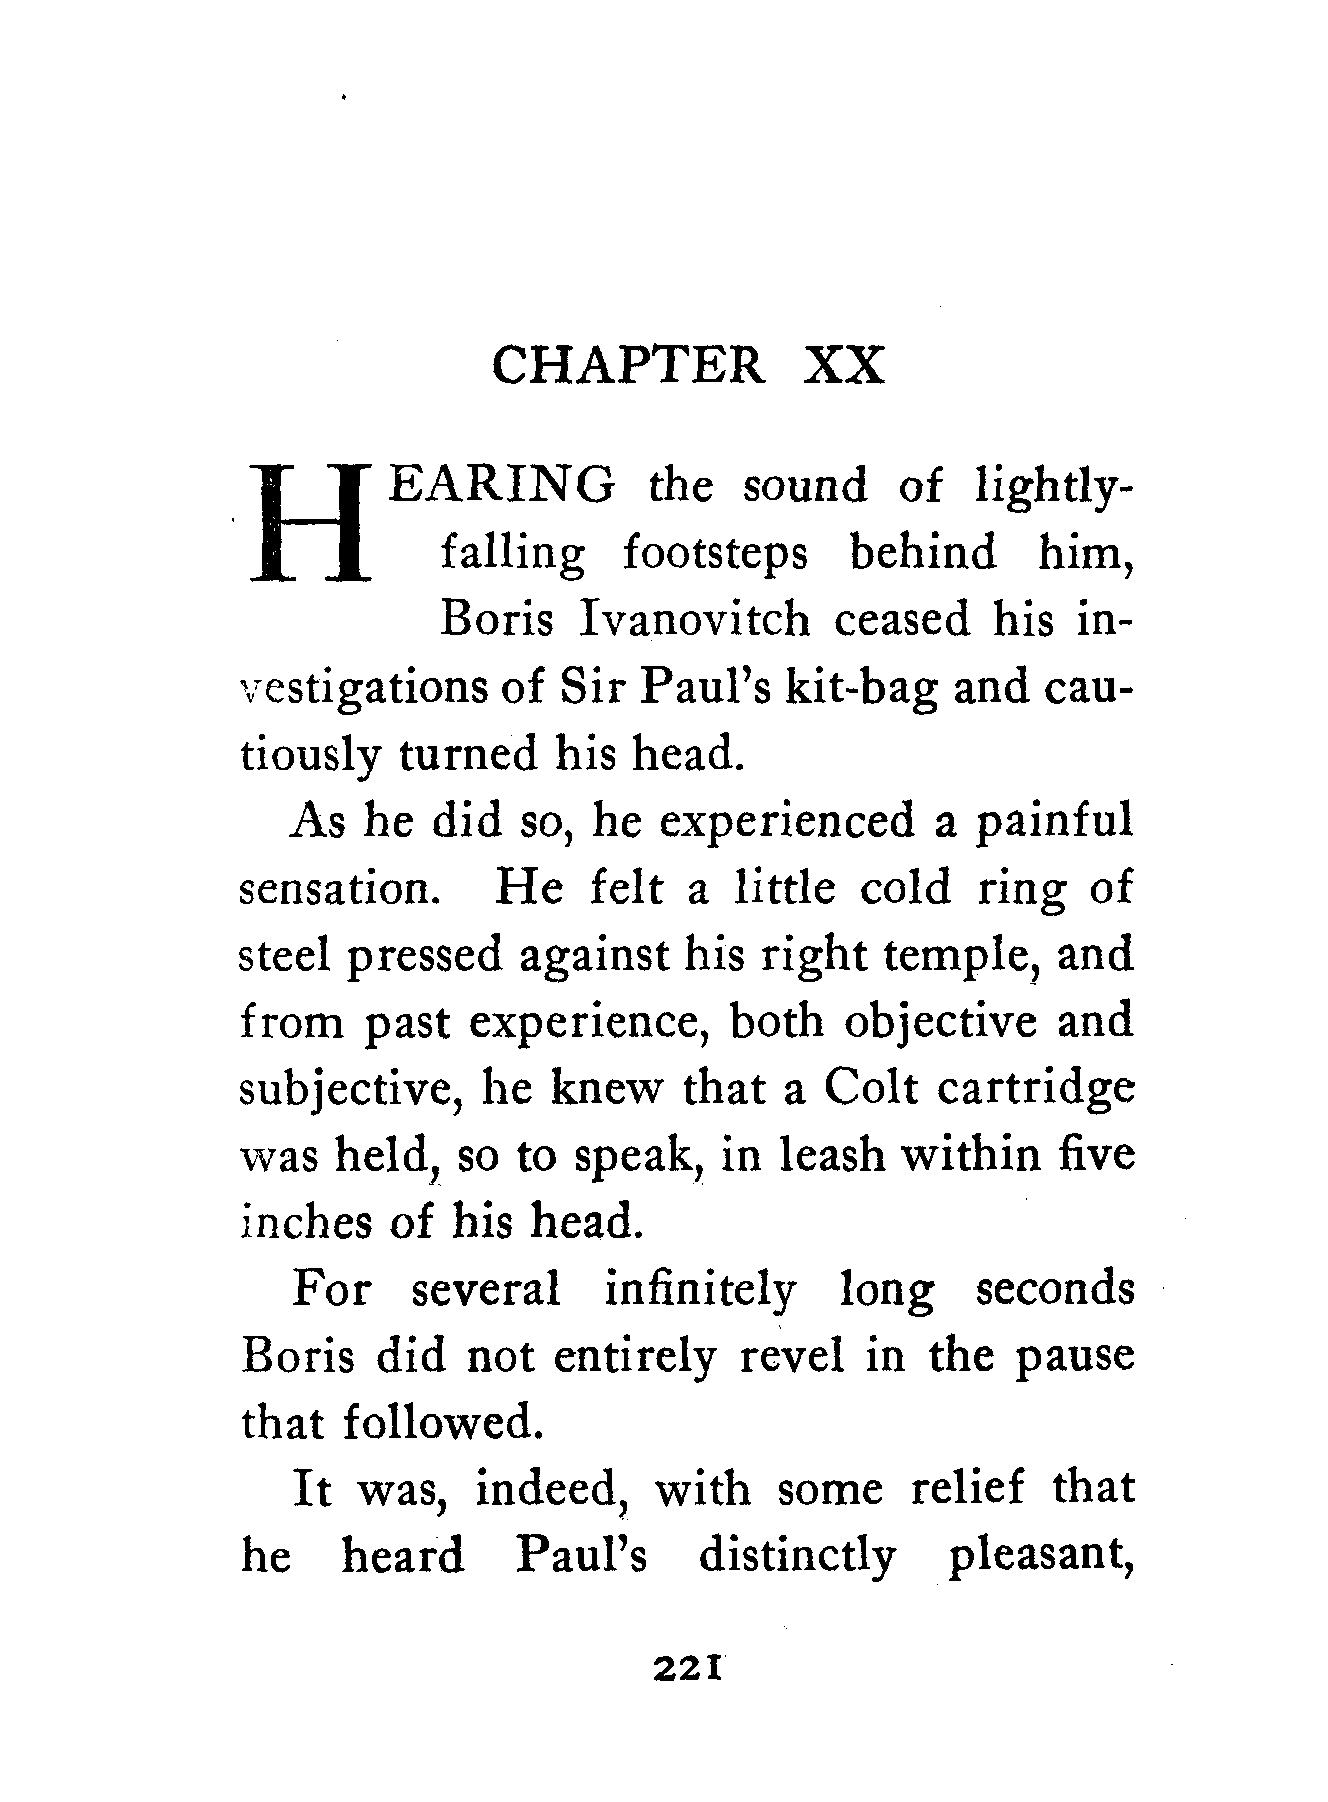 CHAPTER XX
HEARING the sound of lightly-
falling footsteps behind him,
Boris Ivanovitch ceased his in-
vestigations of Sir Paul's kit-bag and cau-
tiously turned his head.
As he did so, he experienced a painful
sensation. He felt a little cold ring of
steel pressed against his right temple, and
from past experience, both objective and
subjective, he knew that a Colt cartridge
was held, so to speak, in leash within five
inches of his head.
For several infinitely long seconds
Boris did not entirely revel in the pause
that followed.
It was, indeed, with some relief that
he heard Paul's distinctly pleasant,
221